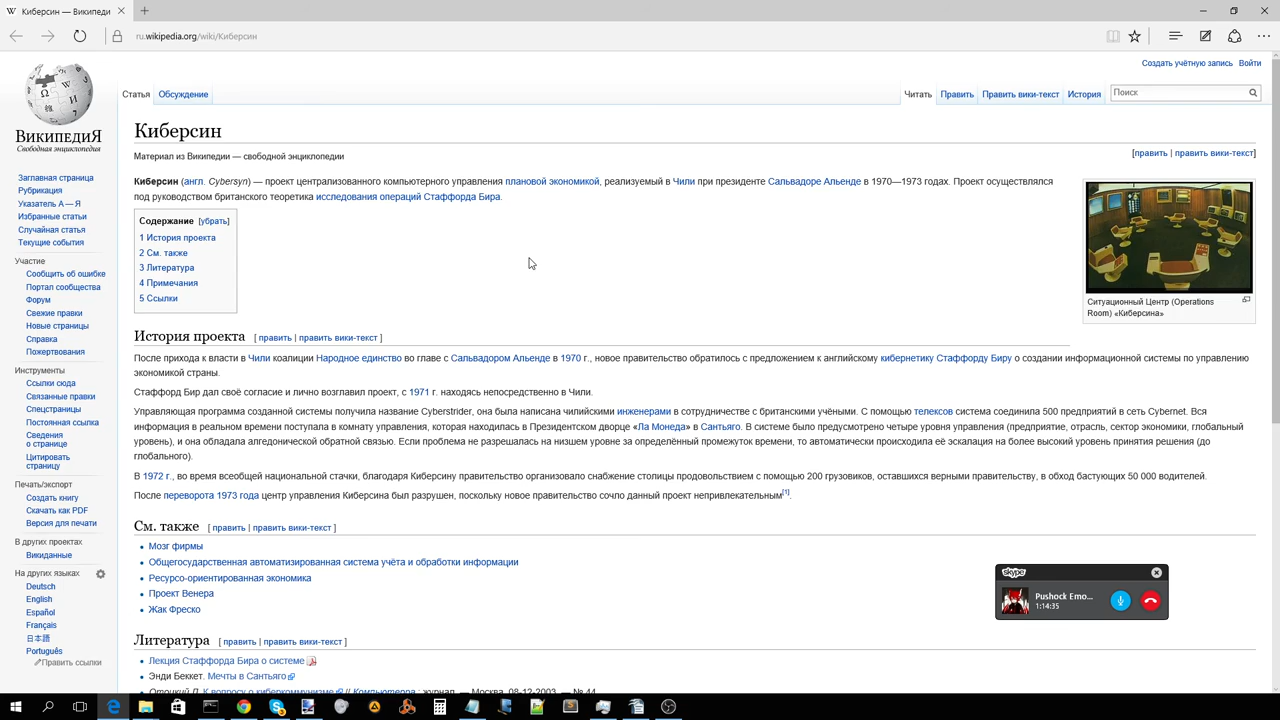 Киберсин — Википеди
ru.wikipedia.org/wiki/Киберсин
Создать учётную запись Войти
Статья Обсуждение Читать Править Править вики-текст История Поиск
ВикипедиЯ
Свободная энциклопедия
Заглавная страница
Рубрикация
Указатель А — Я
Избранные статьи
Случайная статья
Текущие события
Участие
Сообщить об ошибке
Портал сообщества
Форум
Свежие правки
Новые страницы
Справка
Пожертвования
Инструменты
Ссылки сюда
Связанные правки
Спецстраницы
Постоянная ссылка
Сведения
о странице
Цитировать
страницу
Печать/экспорт
Создать книгу
Скачать как PDF
Версия для печати
В других проектах
Викиданные
На других языках
Deutsch
English
Español
Français
日本語
Português
Править ссылки
Киберсин
Материал из Википедии — свободной энциклопедии
[править | править вики-текст]
Киберсин (англ. Cybersyn) — проект централизованного компьютерного управления плановой экономикой, реализуемый в Чили при президенте Сальвадоре Альенде в 1970—1973 годах. Проект осуществлялся
под руководством британского теоретика исследования операций Стаффорда Бира.
Содержание [убрать]
1 История проекта
2 См. также
3 Литература
4 Примечания
5 Ссылки
Ситуационный Центр (Operations
Room) «Киберсина»
История проекта [ править | править вики-текст ]
После прихода к власти в Чили коалиции Народное единство во главе с Сальвадором Альенде в 1970 г., новое правительство обратилось с предложением к английскому кибернетику Стаффорду Биру о создании информационной системы по управлению
экономикой страны.
Стаффорд Бир дал своё согласие и лично возглавил проект, с 1971 г. находясь непосредственно в Чили.
Управляющая программа созданной системы получила название Cyberstrider, она была написана чилийскими инженерами в сотрудничестве с британскими учёными. С помощью телексов система соединила 500 предприятий в сеть Cybernet. Вся
информация в реальном времени поступала в комнату управления, которая находилась в Президентском дворце «Ла Монеда» в Сантьяго. В системе было предусмотрено четыре уровня управления (предприятие, отрасль, сектор экономики, глобальный
уровень), и она обладала алгедонической обратной связью. Если проблема не разрешалась на низшем уровне за определённый промежуток времени, то автоматически происходила её эскалация на более высокий уровень принятия решения (до
глобального).
В 1972 г., во время всеобщей национальной стачки, благодаря Киберсину правительство организовало снабжение столицы продовольствием с помощью 200 грузовиков, оставшихся верными правительству, в обход бастующих 50 000 водителей.
После переворота 1973 года центр управления Киберсина был разрушен, поскольку новое правительство сочло данный проект непривлекательным[1].
См. также [ править | править вики-текст ]
Мозг фирмы
Общегосударственная автоматизированная система учёта и обработки информации
Ресурсо-ориентированная экономика
Проект Венера
Жак Фреско
skype
Pushock Emo...
1:14:35
Литература [ править | править вики-текст ]
Лекция Стаффорда Бира о системе
Энди Беккет. Мечты в Сантьяго
Отоцкий Л. К вопросу о киберкоммунизме // Компьютерра : журнал. — Москва, 08-12-2003. — № 44.